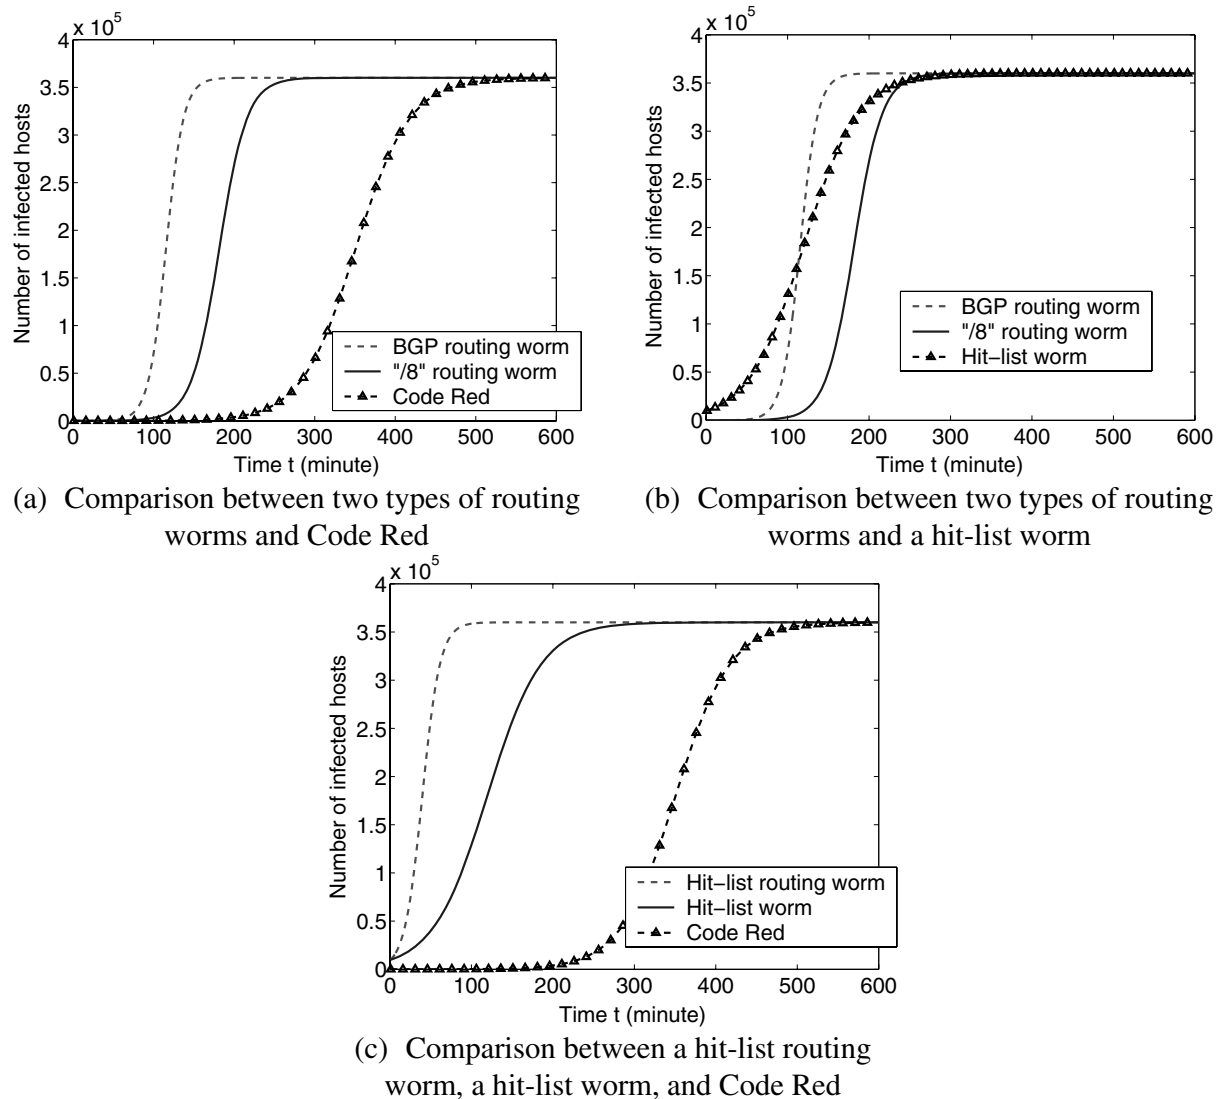 4 x 10^5
3.5
3
2.5
2
1.5
1
0.5
0
Number of infected hosts
0 100 200 300 400 500 600
Time t (minute)
BGP routing worm
"/8" routing worm
Code Red
(a) Comparison between two types of routing
worms and Code Red
4 x 10^5
3.5
3
2.5
2
1.5
1
0.5
0
Number of infected hosts
0 100 200 300 400 500 600
Time t (minute)
BGP routing worm
"/8" routing worm
Hit−list worm
(b) Comparison between two types of routing
worms and a hit-list worm
4 x 10^5
3.5
3
2.5
2
1.5
1
0.5
0
Number of infected hosts
0 100 200 300 400 500 600
Time t (minute)
Hit−list routing worm
Hit−list worm
Code Red
(c) Comparison between a hit-list routing
worm, a hit-list worm, and Code Red